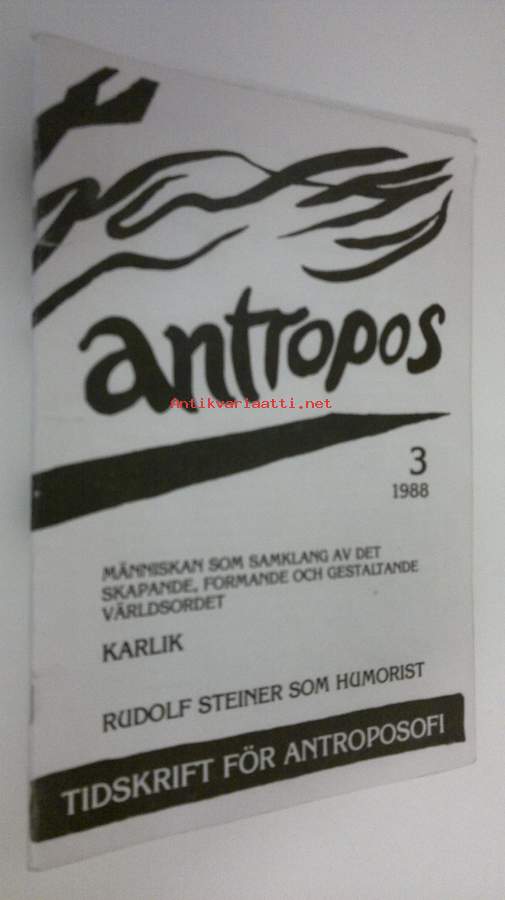 antropos
Antikvariaatti.net
3
1988
MÄNNISKAN SOM SAMKLANG AV DET
SKAPANDE, FORMANDE OCH GESTALTANDE
VÄRLDSORDET
KARLIK
RUDOLF STEINER SOM HUMORIST
TIDSKRIFT FÖR ANTROPOSOFI